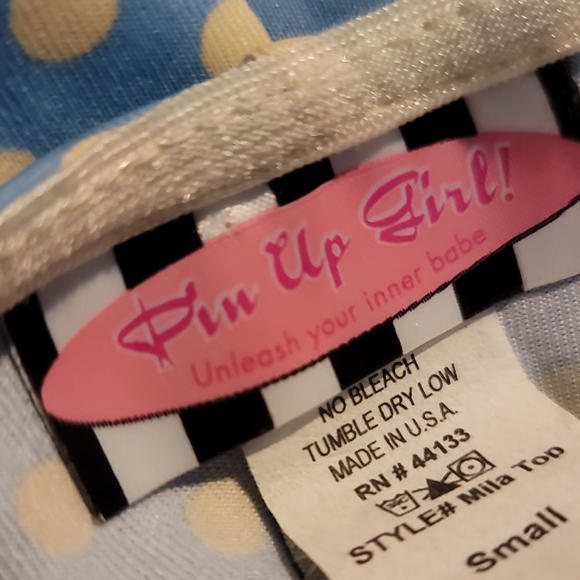 Pin Up Girl!
Unleash your inner babe
NO BLEACH
TUMBLE DRY LOW
MADE IN U.S.A.
RN # 44133
STYLE# Mila Top
Small